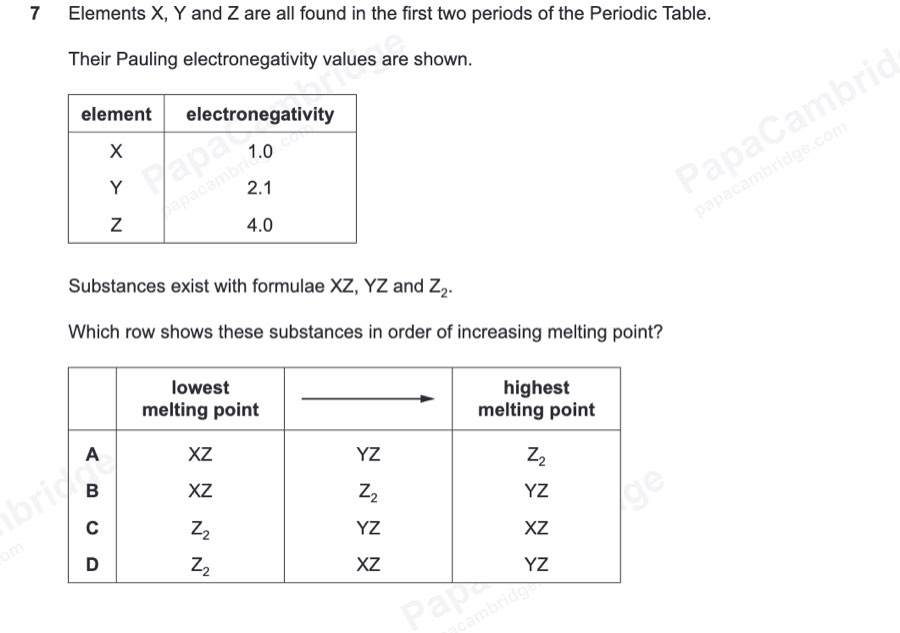 7 Elements X, Y and Z are all found in the first two periods of the Periodic Table.
Their Pauling electronegativity values are shown.
element electronegativity
X 1.0
Y 2.1
Z 4.0
Substances exist with formulae XZ, YZ and Z₂.
Which row shows these substances in order of increasing melting point?
lowest melting point highest melting point
A XZ YZ Z₂
B XZ Z₂ YZ
C Z₂ YZ XZ
D Z₂ XZ YZ
PapaCambridge
papacambridge.com